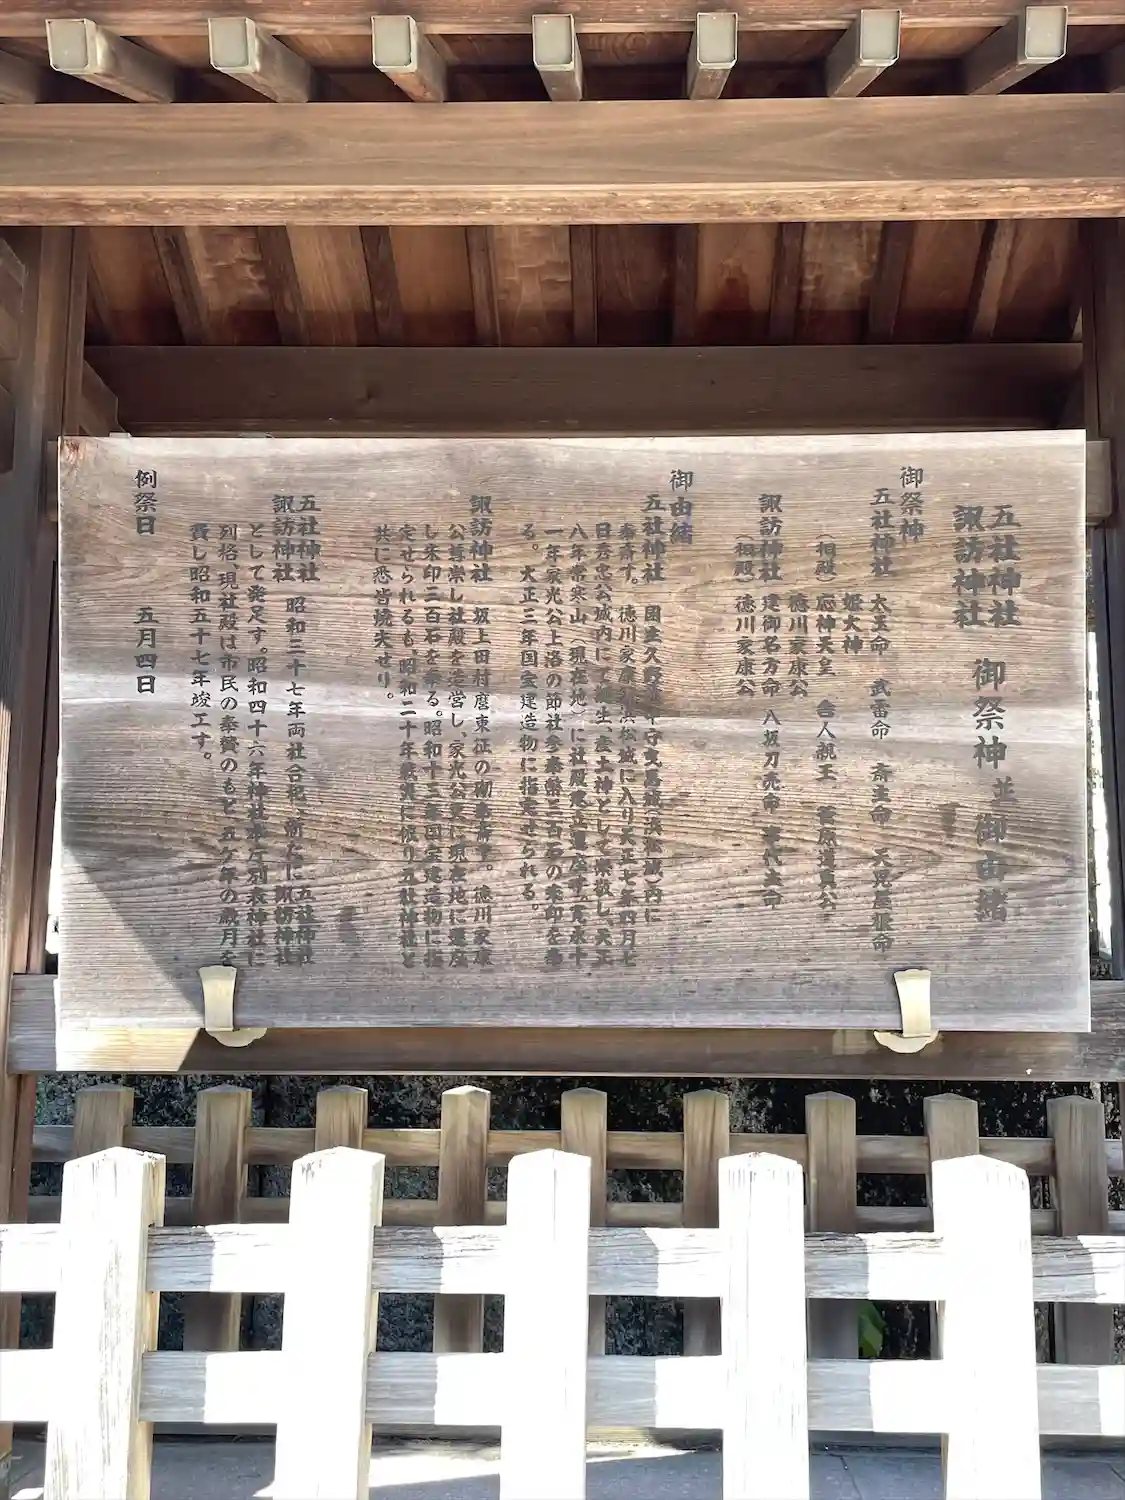 五社神社
諏訪神社 御祭神並御由緒
御祭神
五社神社 太玉命 武雷命 斎主命 天児屋根命
姫大神
(相殿) 応神天皇 舎人親王 菅原道真公
徳川家康公
諏訪神社 建御名方命 八坂刀売命 事代主命
(相殿) 徳川家康公
御由緒
五社神社 国主久野 守曳馬城(浜松城)内に
奉斎す。徳川家康公浜松城に入り天正七年四月七
日秀忠公城内にて誕生、産土神として崇敬し、天正
八年常寒山(現在地)に社殿を建立 寛永十
一年、家光公上洛の節社参奉幣三百石の朱印を奉
る。大正三年国宝建造物に指定せられる。
諏訪神社 坂上田村麿東征の砌奉斎す。徳川家康
公尊崇し社殿を造営し、家光公更に現在地に遷座
し朱印三百石を奉る。昭和十三年国宝建造物に指
定せられるも、昭和二十年戦災に依り五社神社と
共に悉皆焼失せり。
五社神社
諏訪神社 昭和三十七年両社合祀、新たに五社神社
諏訪神社
として発足す。昭和四十六年神社本庁別表神社に
列格、現社殿は市民の奉賛のもと五ヶ年の歳月を
費し昭和五十七年竣工す。
例祭日 五月四日